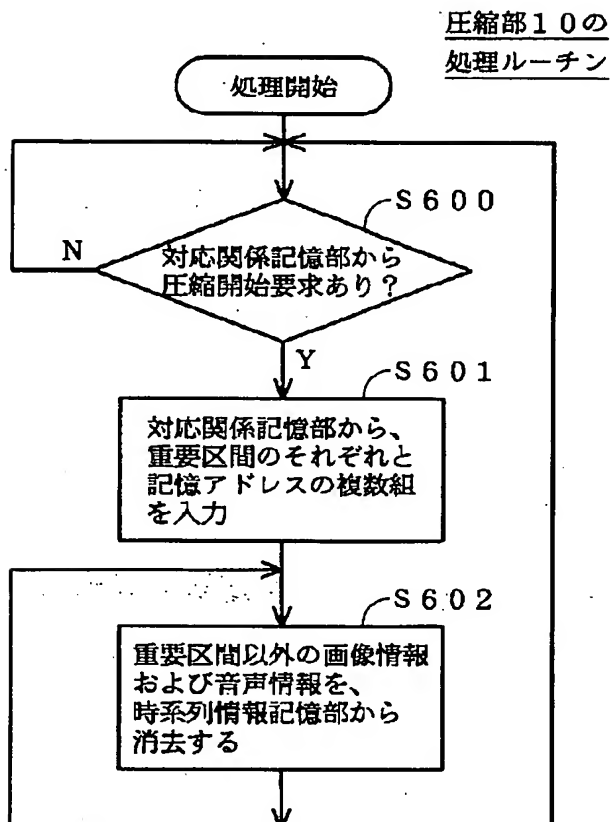 圧縮部１０の
処理ルーチン
処理開始
S６００
N
対応関係記憶部から
圧縮開始要求あり？
Y
S６０１
対応関係記憶部から、
重要区間のそれぞれと
記憶アドレスの複数組
を入力
S６０２
重要区間以外の画像情報
および音声情報を、
時系列情報記憶部から
消去する